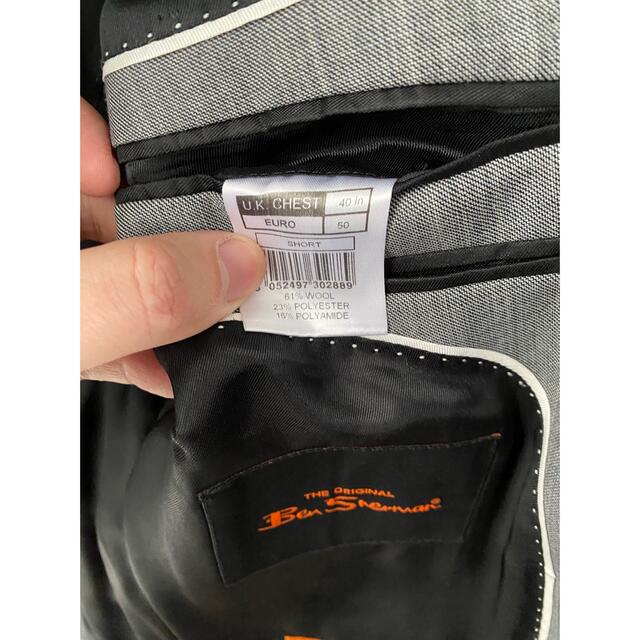 U.K. CHEST 40 in
EURO 50
SHORT
052497 302889
61% WOOL
23% POLYESTER
16% POLYAMIDE
THE ORIGINAL
Ben Sherman